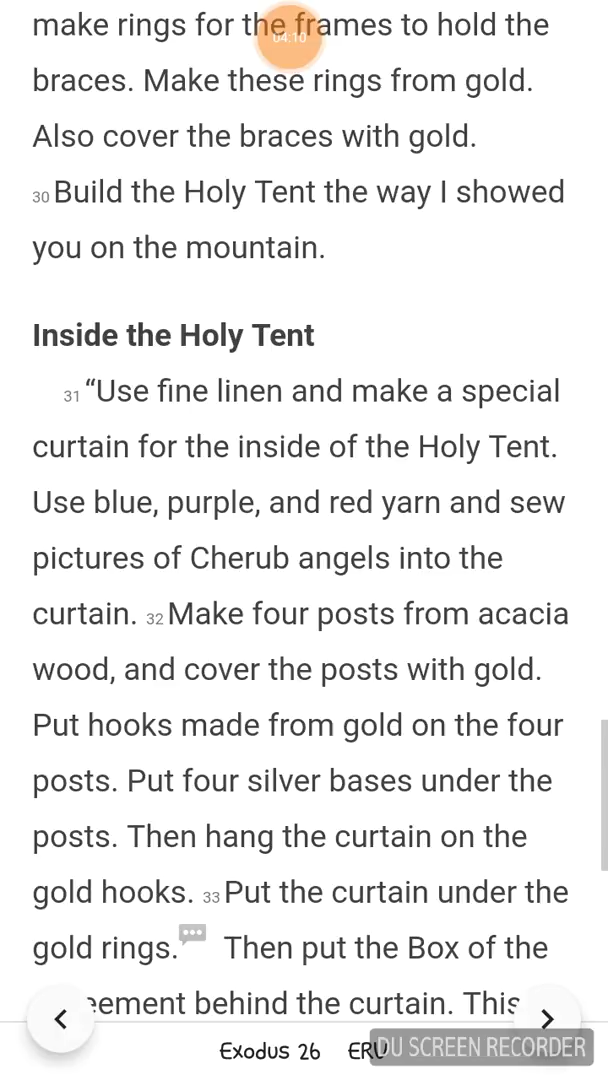 make rings for the frames to hold the
04:10
braces. Make these rings from gold.
Also cover the braces with gold.
30 Build the Holy Tent the way I showed
you on the mountain.
Inside the Holy Tent
31 “Use fine linen and make a special
curtain for the inside of the Holy Tent.
Use blue, purple, and red yarn and sew
pictures of Cherub angels into the
curtain. 32 Make four posts from acacia
wood, and cover the posts with gold.
Put hooks made from gold on the four
posts. Put four silver bases under the
posts. Then hang the curtain on the
gold hooks. 33 Put the curtain under the
gold rings. Then put the Box of the
eement behind the curtain. This
Exodus 26 ERV
DU SCREEN RECORDER